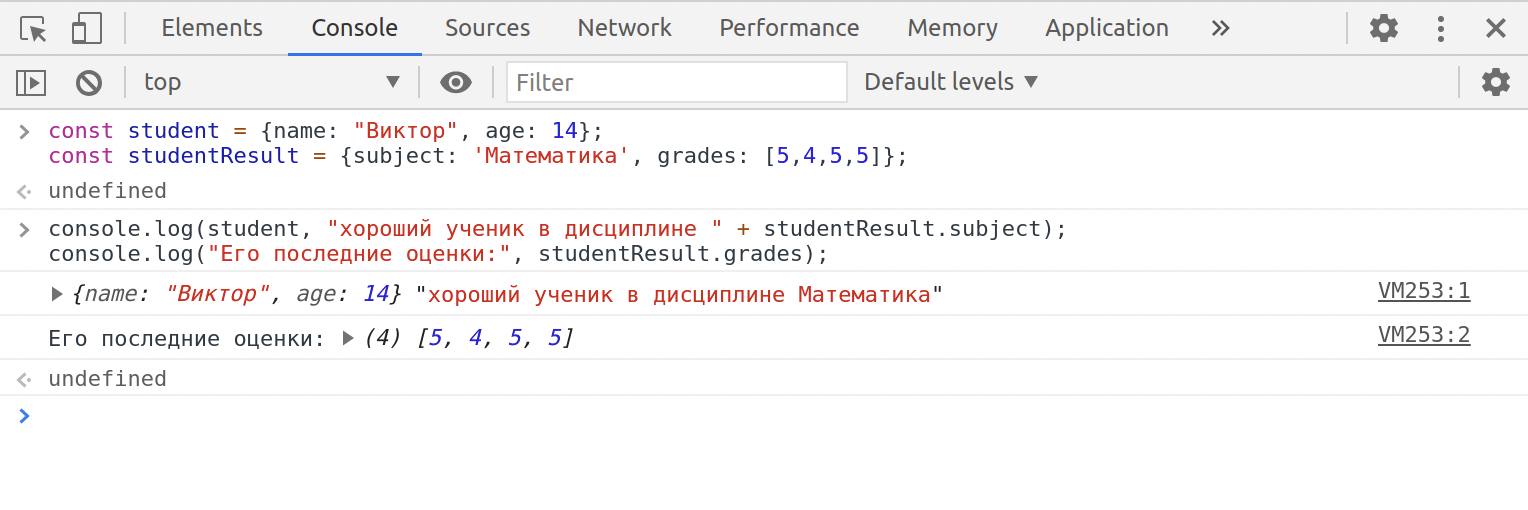 Elements Console Sources Network Performance Memory Application »
top ▼ Filter Default levels ▼
const student = {name: "Виктор", age: 14};
const studentResult = {subject: 'Математика', grades: [5,4,5,5]};
undefined
console.log(student, "хороший ученик в дисциплине " + studentResult.subject);
console.log("Его последние оценки:", studentResult.grades);
{name: "Виктор", age: 14} "хороший ученик в дисциплине Математика" VM253:1
Его последние оценки: (4) [5, 4, 5, 5] VM253:2
undefined